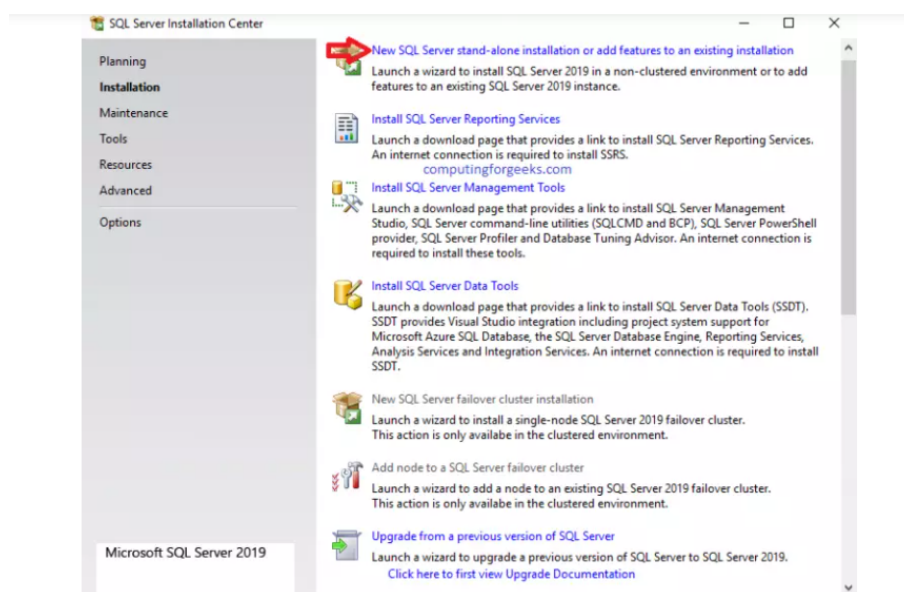 SQL Server Installation Center
Planning
Installation
Maintenance
Tools
Resources
Advanced
Options
Microsoft SQL Server 2019
New SQL Server stand-alone installation or add features to an existing installation
Launch a wizard to install SQL Server 2019 in a non-clustered environment or to add
features to an existing SQL Server 2019 instance.
Install SQL Server Reporting Services
Launch a download page that provides a link to install SQL Server Reporting Services.
An internet connection is required to install SSRS.
computingforgeeks.com
Install SQL Server Management Tools
Launch a download page that provides a link to install SQL Server Management
Studio, SQL Server command-line utilities (SQLCMD and BCP), SQL Server PowerShell
provider, SQL Server Profiler and Database Tuning Advisor. An internet connection is
required to install these tools.
Install SQL Server Data Tools
Launch a download page that provides a link to install SQL Server Data Tools (SSDT).
SSDT provides Visual Studio integration including project system support for
Microsoft Azure SQL Database, the SQL Server Database Engine, Reporting Services,
Analysis Services and Integration Services. An internet connection is required to install
SSDT.
New SQL Server failover cluster installation
Launch a wizard to install a single-node SQL Server 2019 failover cluster.
This action is only availabe in the clustered environment.
Add node to a SQL Server failover cluster
Launch a wizard to add a node to an existing SQL Server 2019 failover cluster.
This action is only availabe in the clustered environment.
Upgrade from a previous version of SQL Server
Launch a wizard to upgrade a previous version of SQL Server to SQL Server 2019.
Click here to first view Upgrade Documentation